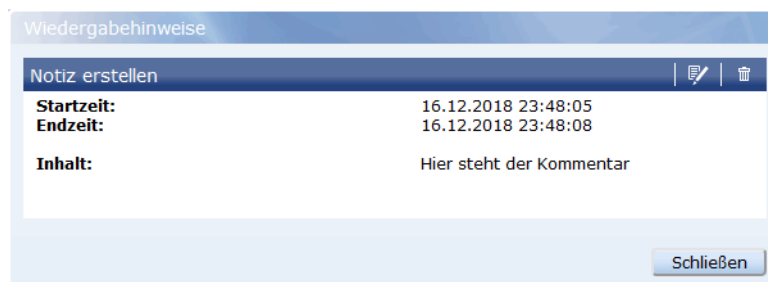 Wiedergabehinweise
Notiz erstellen
Startzeit: 16.12.2018 23:48:05
Endzeit: 16.12.2018 23:48:08
Inhalt: Hier steht der Kommentar
Schließen